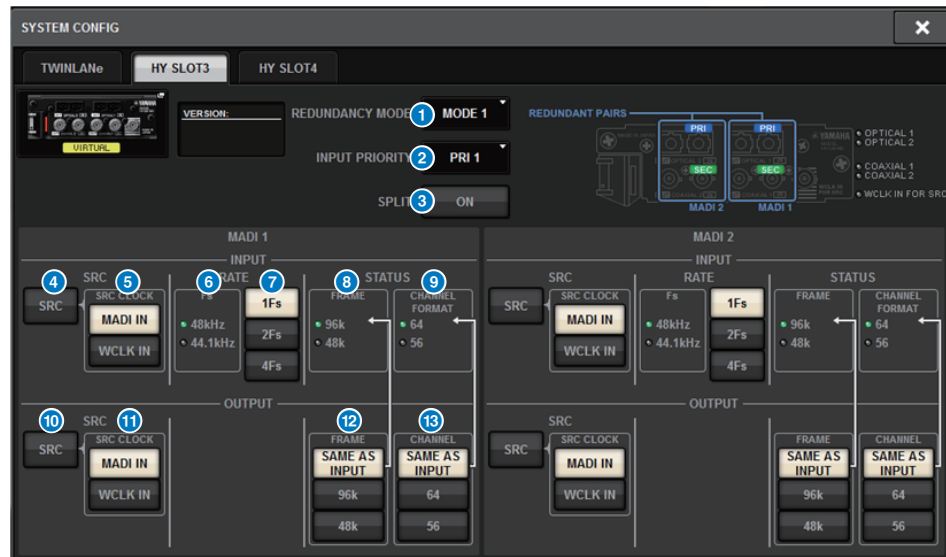 SYSTEM CONFIG
TWINLANe
HY SLOT3
HY SLOT4
VIRTUAL
VERSION:
REDUNDANCY MODE
1
MODE 1
INPUT PRIORITY
2
PRI 1
SPLIT
3
ON
REDUNDANT PAIRS
PRI
PRI
SEC
SEC
MADI 2
MADI 1
YAMAHA
OPTICAL 1
OPTICAL 2
COAXIAL 1
COAXIAL 2
WCLK IN FOR SRC
MADI 1
INPUT
4
SRC
SRC
5
SRC CLOCK
MADI IN
WCLK IN
RATE
6
Fs
48kHz
44.1kHz
7
1Fs
2Fs
4Fs
STATUS
8
FRAME
96k
48k
9
CHANNEL
FORMAT
64
56
OUTPUT
10
SRC
SRC
11
SRC CLOCK
MADI IN
WCLK IN
12
FRAME
SAME AS
INPUT
96k
48k
13
CHANNEL
SAME AS
INPUT
64
56
MADI 2
INPUT
SRC
SRC
SRC CLOCK
MADI IN
WCLK IN
RATE
Fs
48kHz
44.1kHz
1Fs
2Fs
4Fs
STATUS
FRAME
96k
48k
CHANNEL
FORMAT
64
56
OUTPUT
SRC
SRC
SRC CLOCK
MADI IN
WCLK IN
FRAME
SAME AS
INPUT
96k
48k
CHANNEL
SAME AS
INPUT
64
56